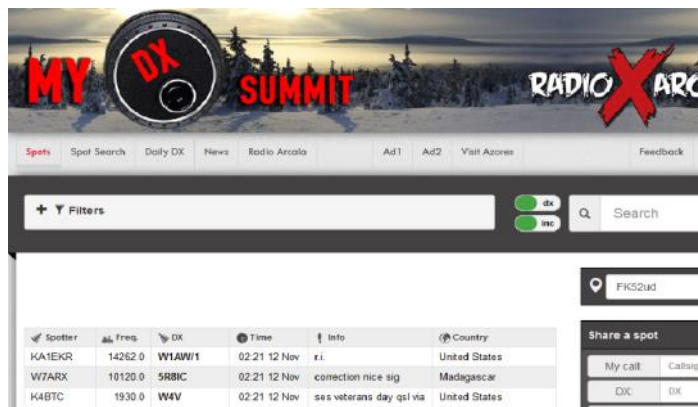 MY DX SUMMIT
RADIO X ARC
Spots Spot Search Daily DX News Radio Arcala Ad1 Ad2 Visit Azores Feedback
+ Filters dx
inc
Search
FK52ud
Spotter Freq. DX Time Info Country
Share a spot
KA1EKR 14262.0 W1AW/1 02:21 12 Nov r.i. United States
My call: Callsig
W7ARX 10120.0 5R8IC 02:21 12 Nov correction nice sig Madagascar
DX: DX
K4BTC 1930.0 W4V 02:21 12 Nov ses veterans day qsl via United States